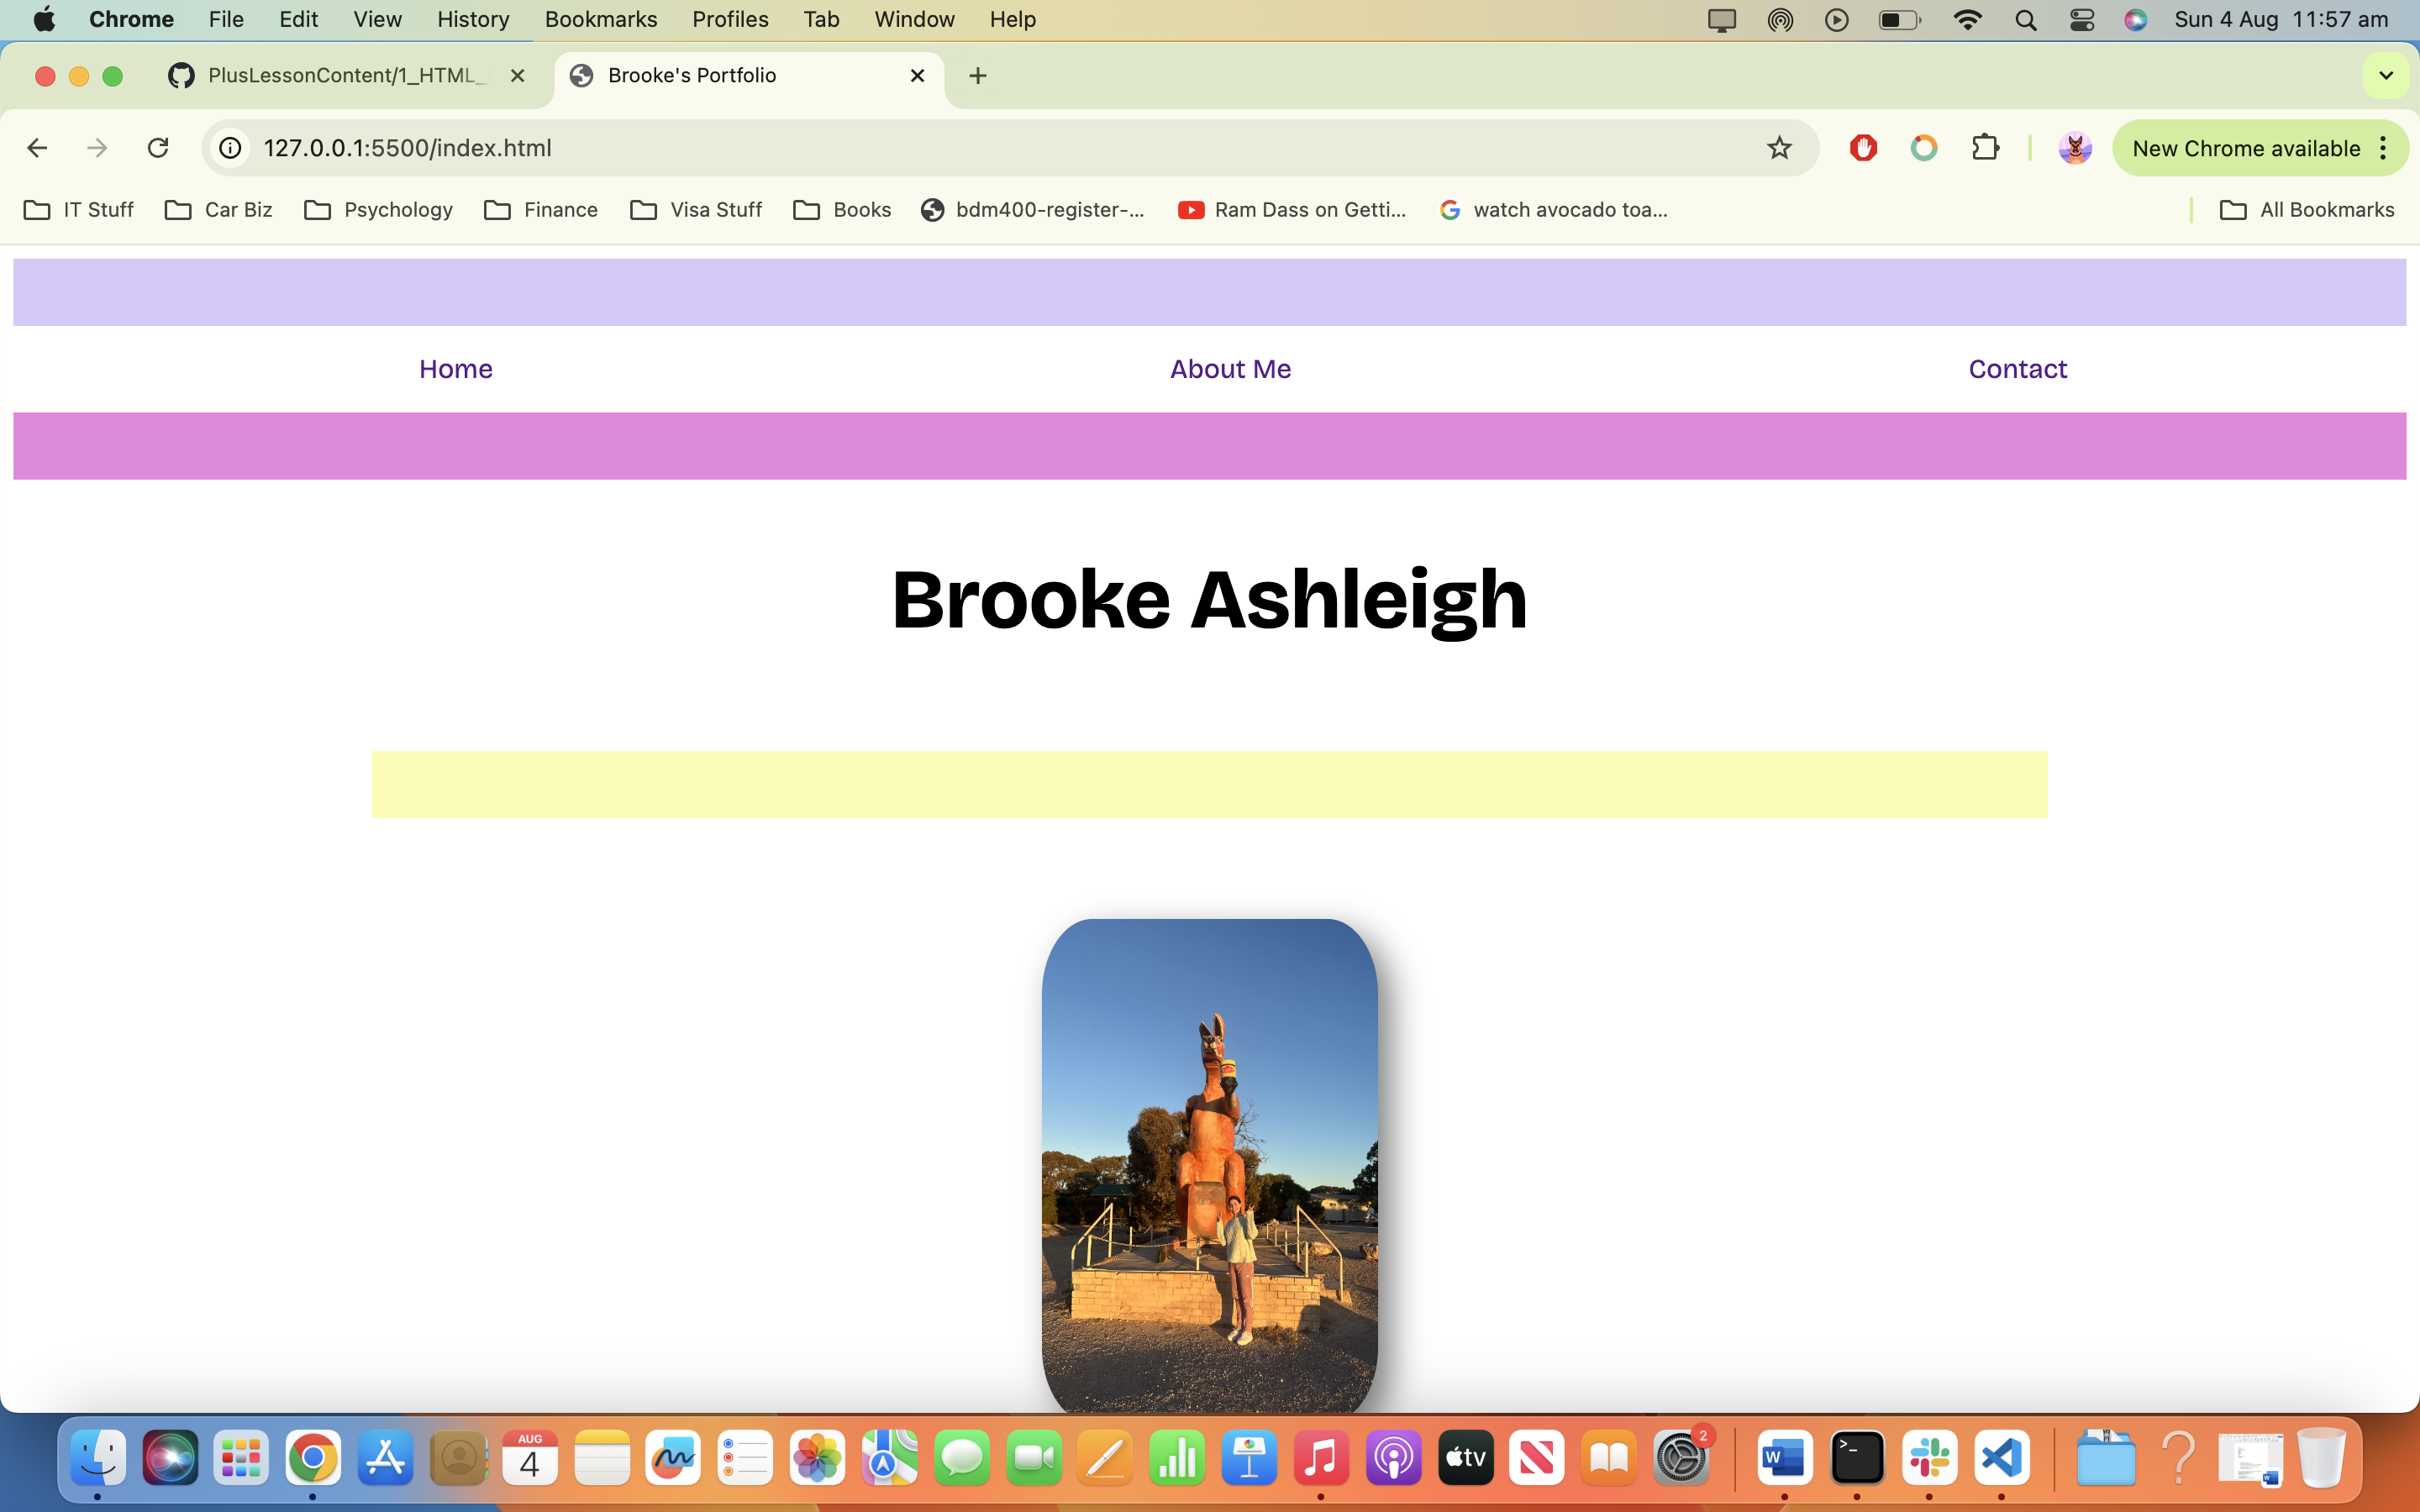 Chrome File Edit View History Bookmarks Profiles Tab Window Help Sun 4 Aug 11:57 am
PlusLessonContent/1_HTML_ Brooke's Portfolio
127.0.0.1:5500/index.html New Chrome available
IT Stuff Car Biz Psychology Finance Visa Stuff Books bdm400-register-... Ram Dass on Getti... watch avocado toa... All Bookmarks
Home About Me Contact
Brooke Ashleigh
AUG
4
tv
2
W
>_